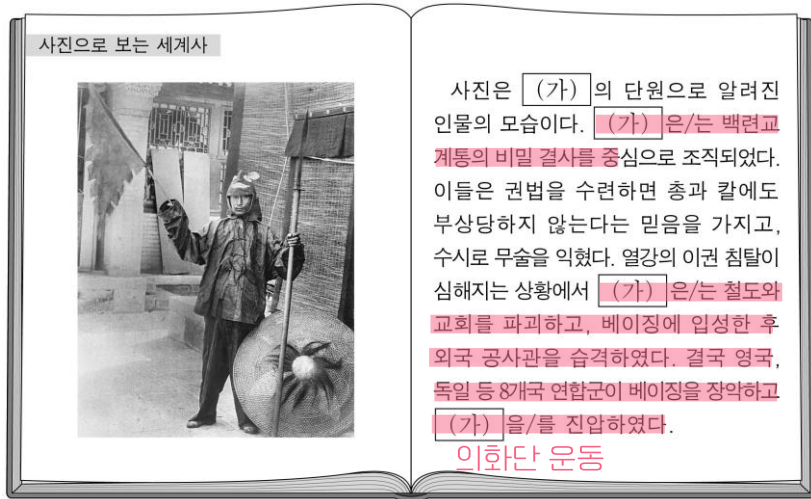 사진으로 보는 세계사
사진은 (가) 의 단원으로 알려진
인물의 모습이다. (가) 은/는 백련교
계통의 비밀 결사를 중심으로 조직되었다.
이들은 권법을 수련하면 총과 칼에도
부상당하지 않는다는 믿음을 가지고,
수시로 무술을 익혔다. 열강의 이권 침탈이
심해지는 상황에서 (가) 은/는 철도와
교회를 파괴하고, 베이징에 입성한 후
외국 공사관을 습격하였다. 결국 영국,
독일 등 8개국 연합군이 베이징을 장악하고
(가) 을/를 진압하였다.
의화단 운동